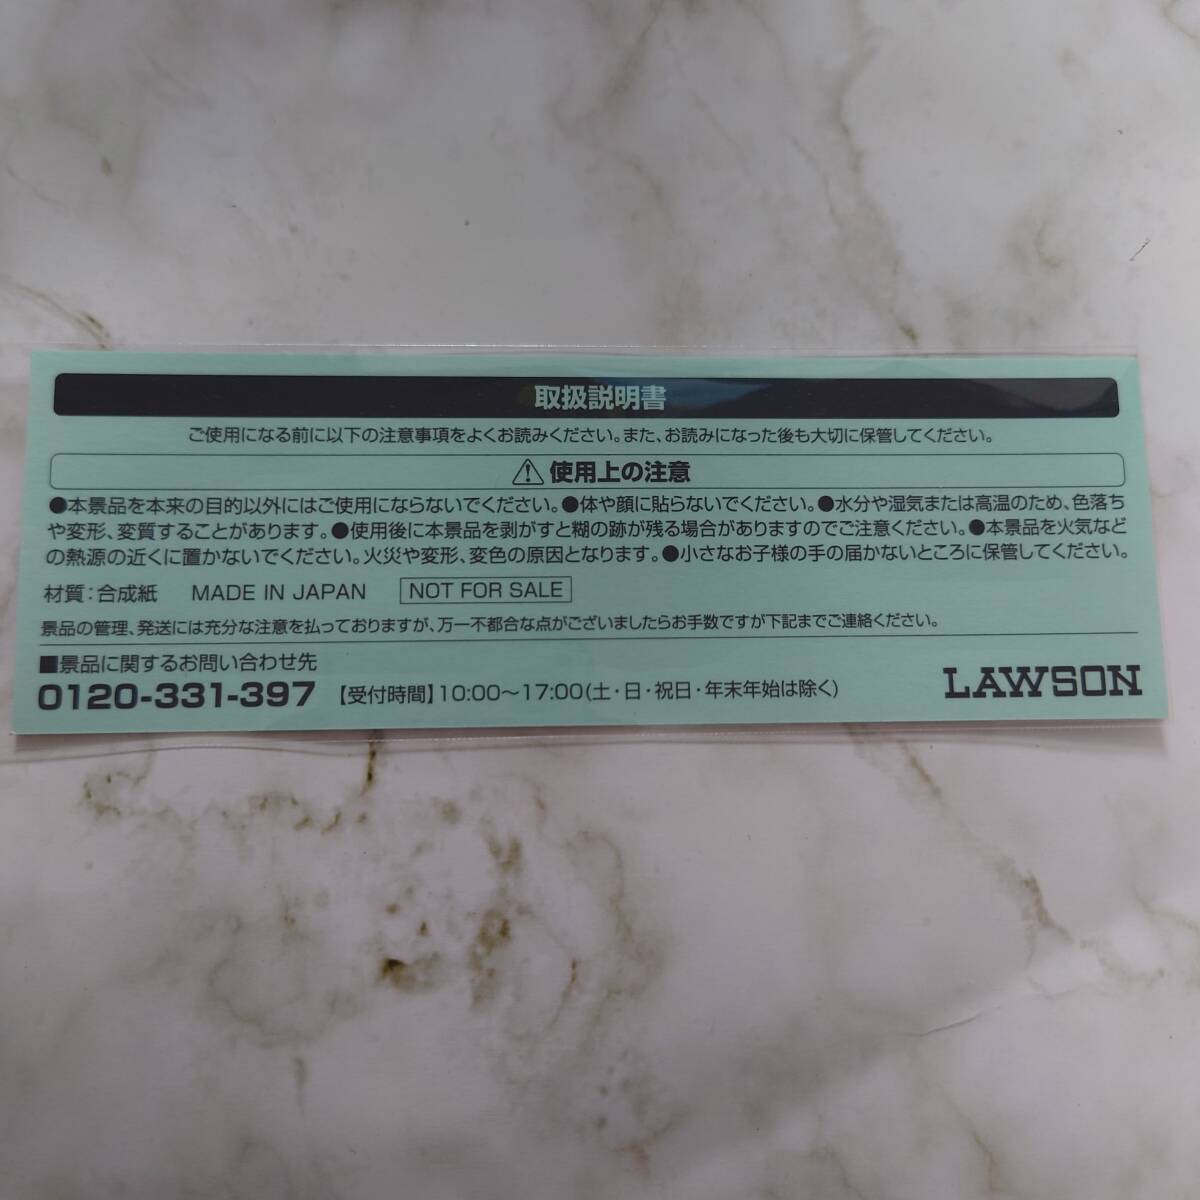 取扱説明書
ご使用になる前に以下の注意事項をよくお読みください。また、お読みになった後も大切に保管してください。
⚠使用上の注意
●本景品を本来の目的以外にはご使用にならないでください。●体や顔に貼らないでください。●水分や湿気または高温のため、色落ち
や変形、変質することがあります。●使用後に本景品を剥がすと糊の跡が残る場合がありますのでご注意ください。●本景品を火気など
の熱源の近くに置かないでください。火災や変形、変色の原因となります。●小さなお子様の手の届かないところに保管してください。
材質：合成紙 MADE IN JAPAN NOT FOR SALE
景品の管理、発送には充分な注意を払っておりますが、万一不都合な点がございましたらお手数ですが下記までご連絡ください。
■景品に関するお問い合わせ先
0120-331-397 【受付時間】10:00〜17:00(土・日・祝日・年末年始は除く)
LAWSON